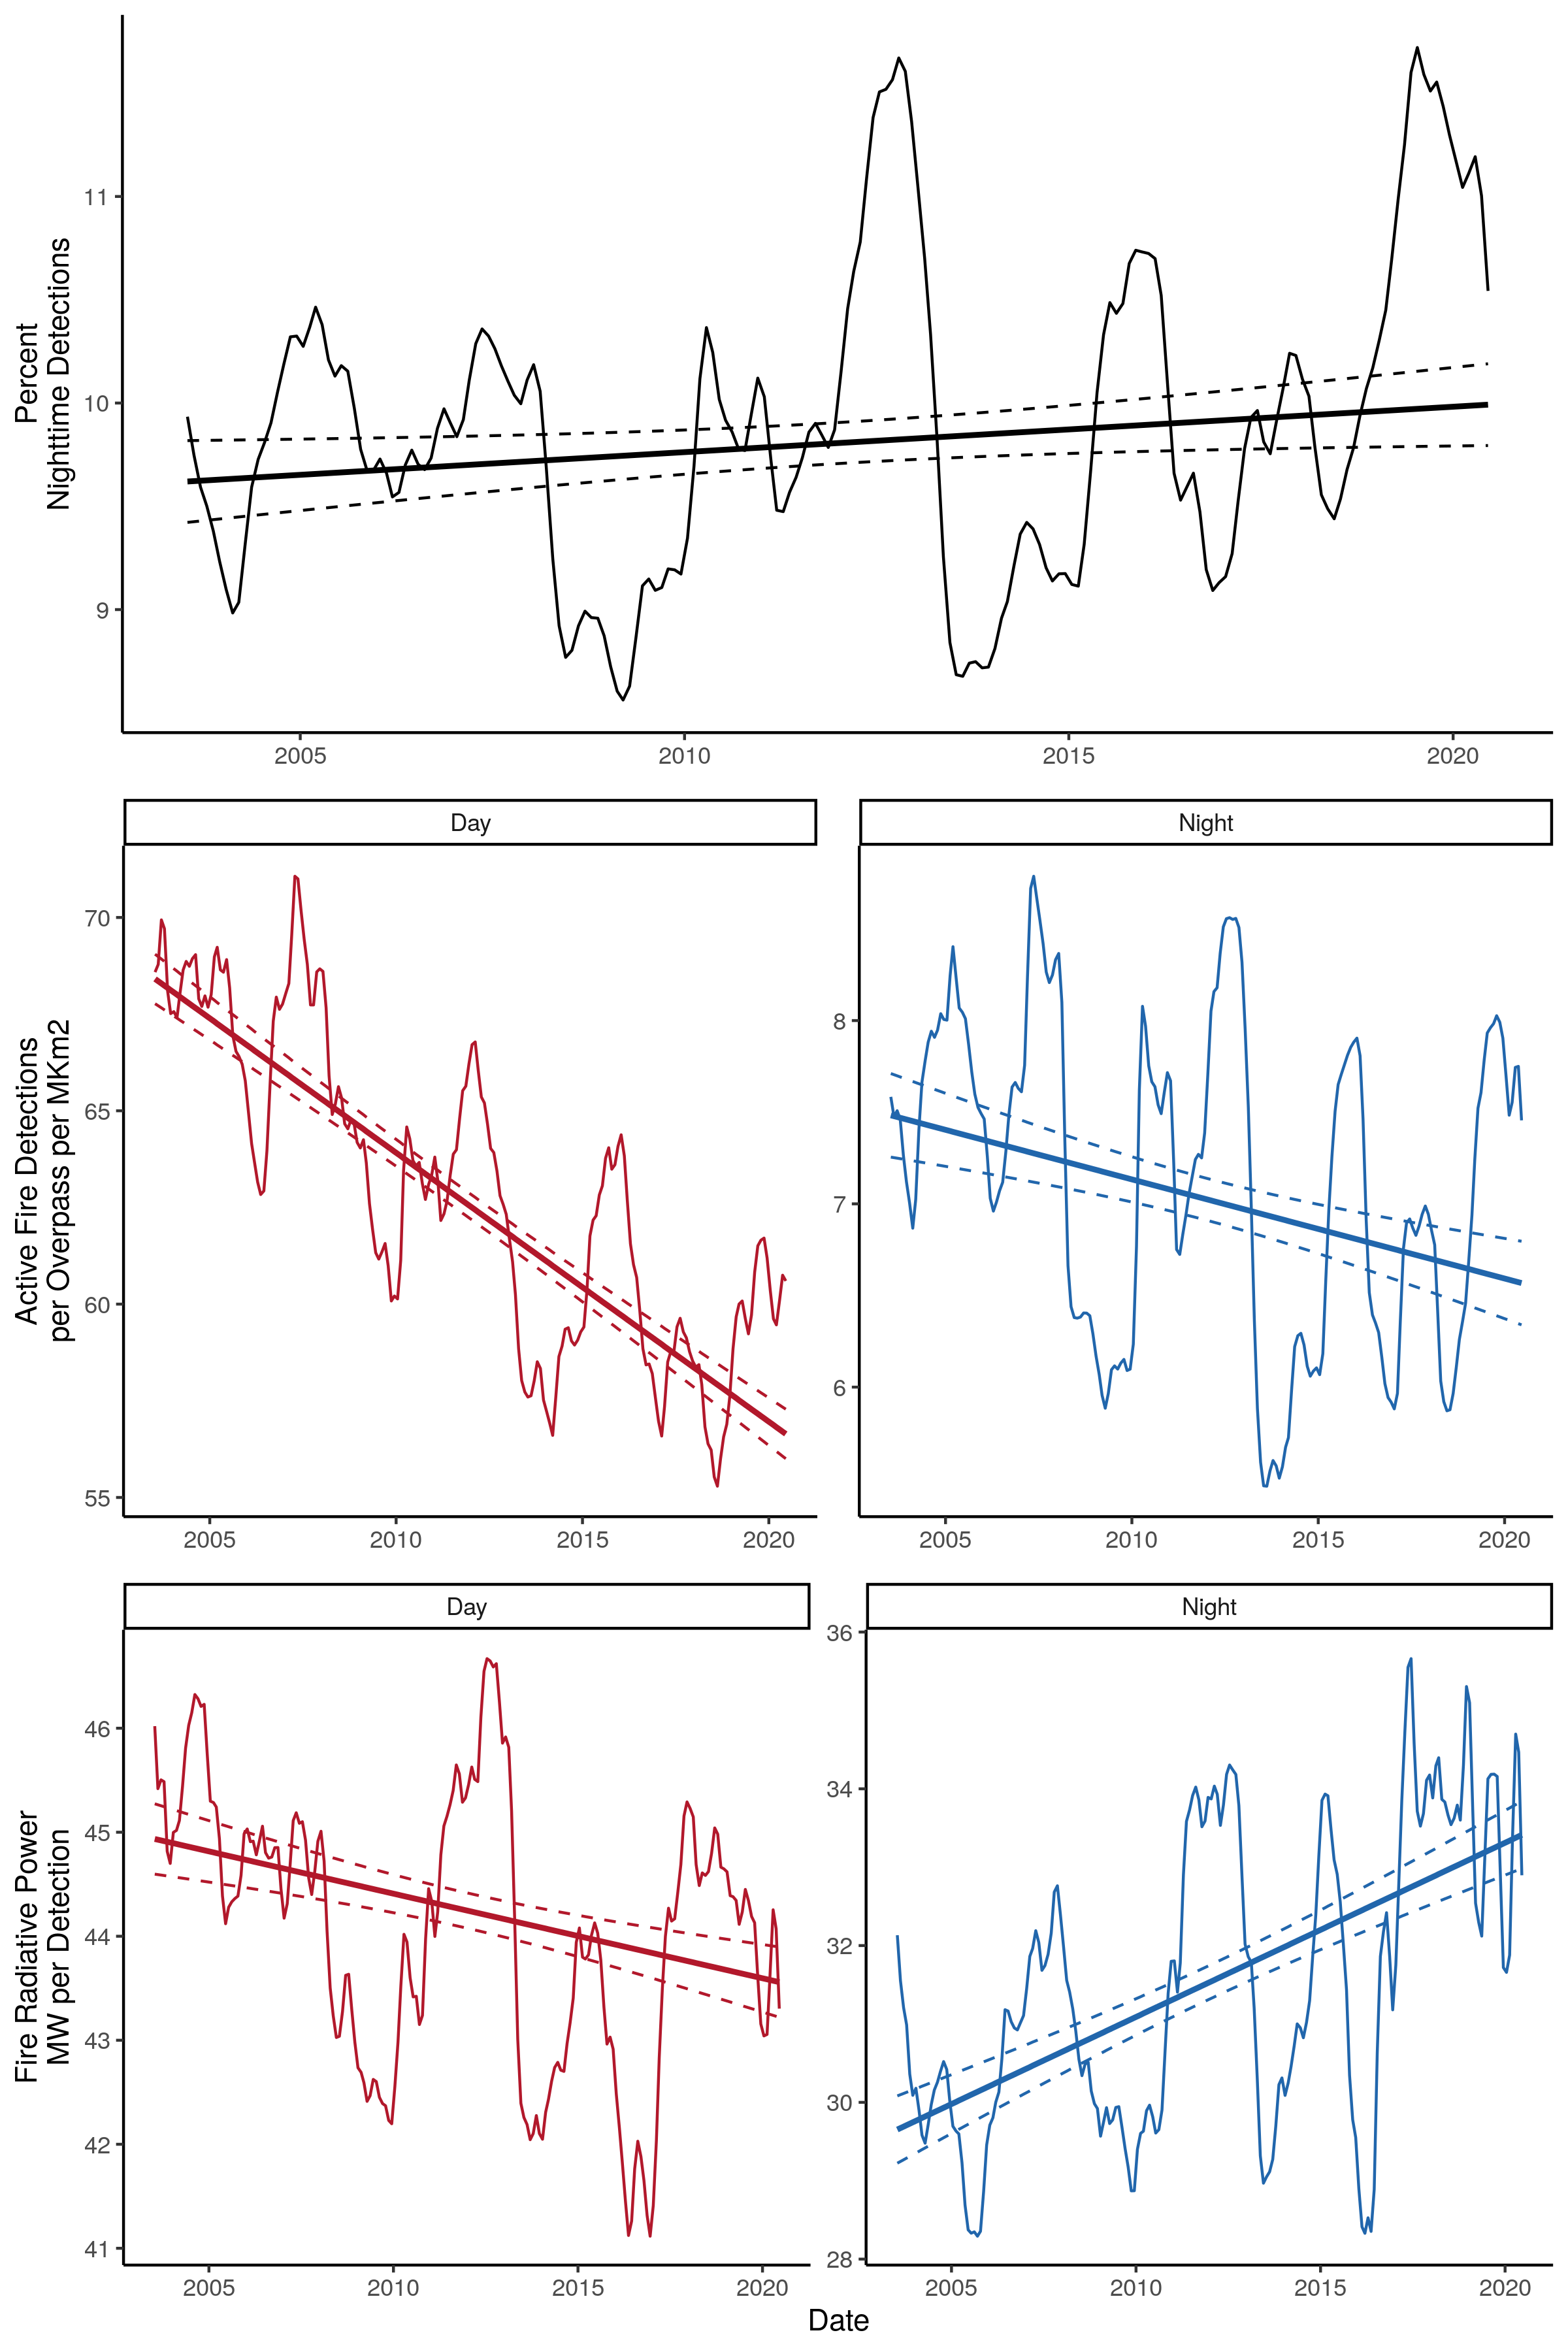 Percent
Nighttime Detections
11
10
9
2005 2010 2015 2020
Day Night
Active Fire Detections
per Overpass per MKm2
70
65
60
55
8
7
6
2005 2010 2015 2020 2005 2010 2015 2020
Day Night
Fire Radiative Power
MW per Detection
46
45
44
43
42
41
36
34
32
30
28
2005 2010 2015 2020 2005 2010 2015 2020
Date